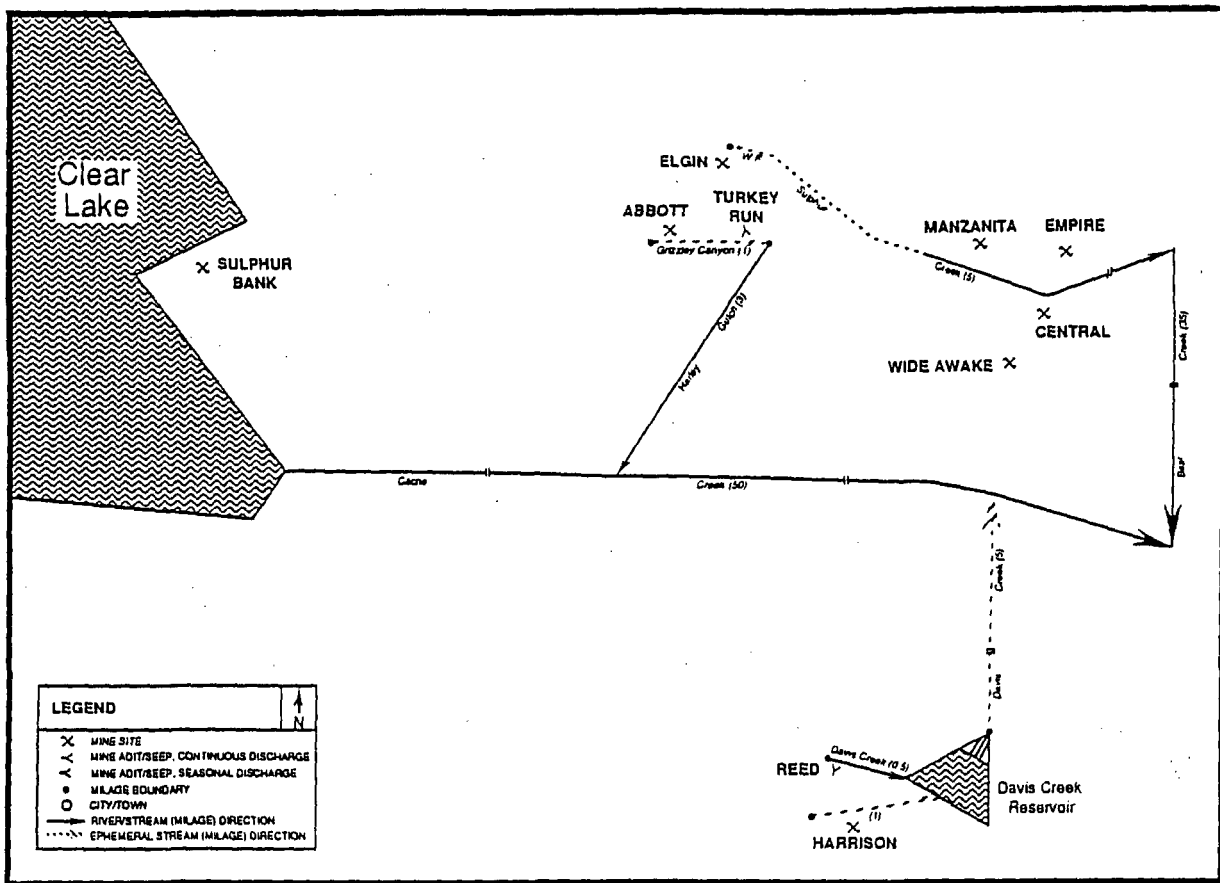 Clear
Lake
SULPHUR
BANK
ELGIN
W.F.
Sulphur
Creek (5)
ABBOTT
TURKEY
RUN
Grizzley Canyon (1)
Harley
Gulch (3)
MANZANITA
EMPIRE
CENTRAL
WIDE AWAKE
Creek (35)
Bear
Cache
Creek (50)
Creek (5)
Davis
REED
Davis Creek (0.5)
Davis Creek
Reservoir
(1)
HARRISON
LEGEND
N
MINE SITE
MINE ADIT/SEEP, CONTINUOUS DISCHARGE
MINE ADIT/SEEP, SEASONAL DISCHARGE
MILAGE BOUNDARY
CITY/TOWN
RIVER/STREAM (MILAGE) DIRECTION
EPHEMERAL STREAM (MILAGE) DIRECTION